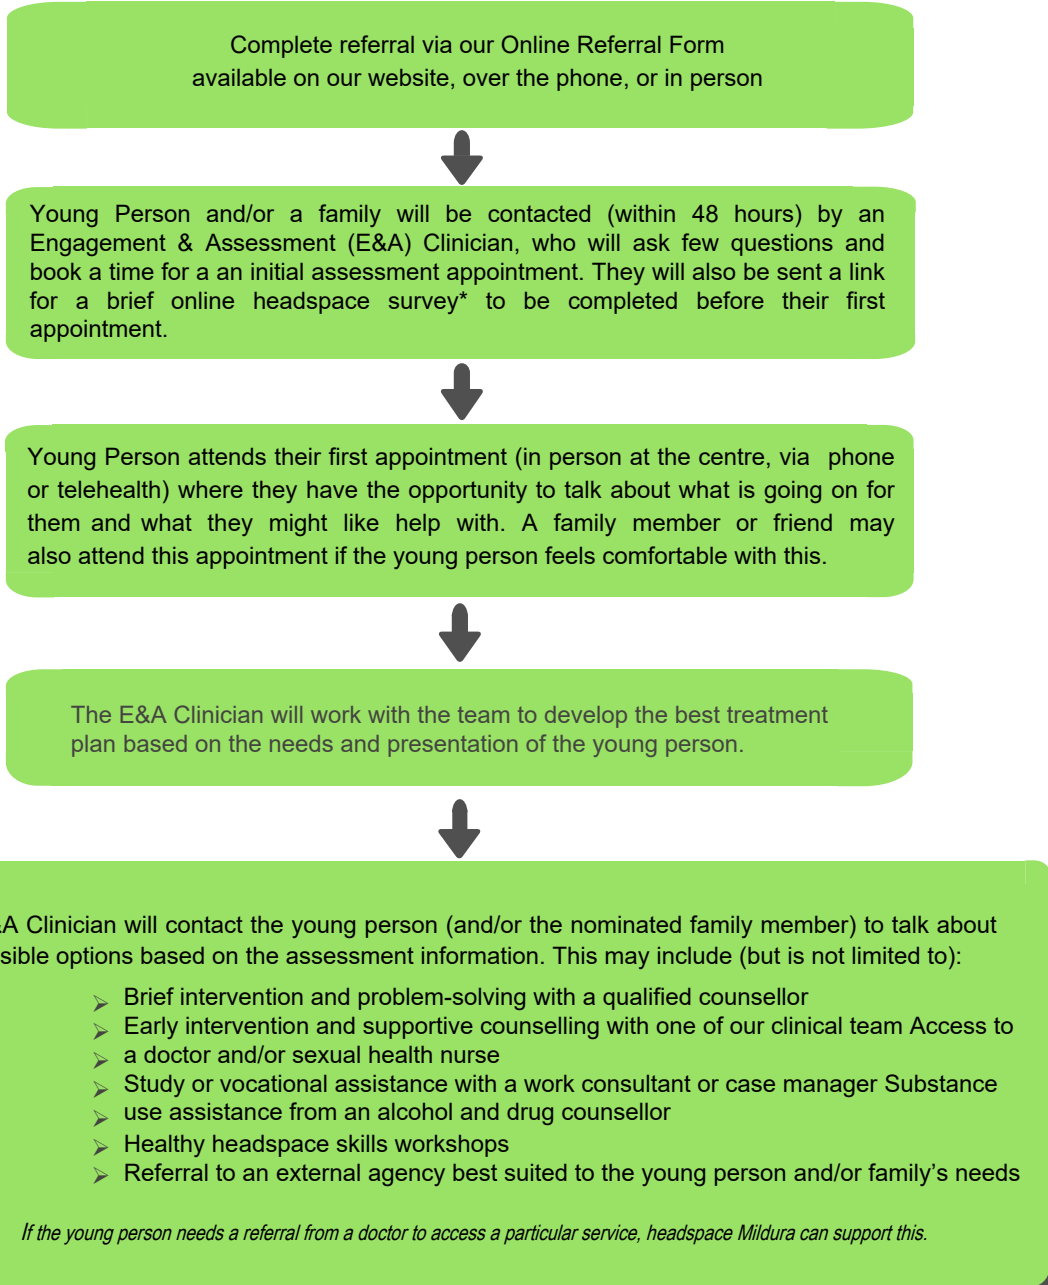 Complete referral via our Online Referral Form
available on our website, over the phone, or in person
Young Person and/or a family will be contacted (within 48 hours) by an
Engagement & Assessment (E&A) Clinician, who will ask few questions and
book a time for a an initial assessment appointment. They will also be sent a link
for a brief online headspace survey* to be completed before their first
appointment.
Young Person attends their first appointment (in person at the centre, via phone
or telehealth) where they have the opportunity to talk about what is going on for
them and what they might like help with. A family member or friend may
also attend this appointment if the young person feels comfortable with this.
The E&A Clinician will work with the team to develop the best treatment
plan based on the needs and presentation of the young person.
A Clinician will contact the young person (and/or the nominated family member) to talk about
sible options based on the assessment information. This may include (but is not limited to):
➢ Brief intervention and problem-solving with a qualified counsellor
➢ Early intervention and supportive counselling with one of our clinical team Access to
➢ a doctor and/or sexual health nurse
➢ Study or vocational assistance with a work consultant or case manager Substance
➢ use assistance from an alcohol and drug counsellor
➢ Healthy headspace skills workshops
➢ Referral to an external agency best suited to the young person and/or family’s needs
If the young person needs a referral from a doctor to access a particular service, headspace Mildura can support this.